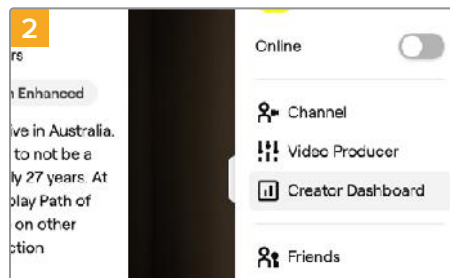 2
rs
Enhanced
ive in Australia.
to not be a
ly 27 years. At
play Path of
on other
ction
Online
Channel
Video Producer
Creator Dashboard
Friends